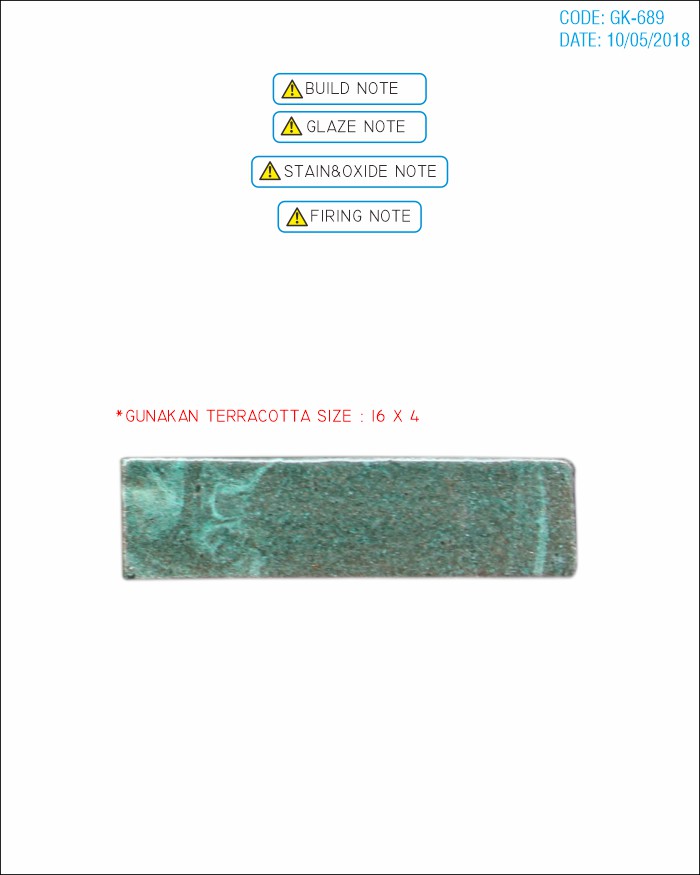 CODE: GK-689
DATE: 10/05/2018
BUILD NOTE
GLAZE NOTE
STAIN&OXIDE NOTE
FIRING NOTE
*GUNAKAN TERRACOTTA SIZE : 16 X 4